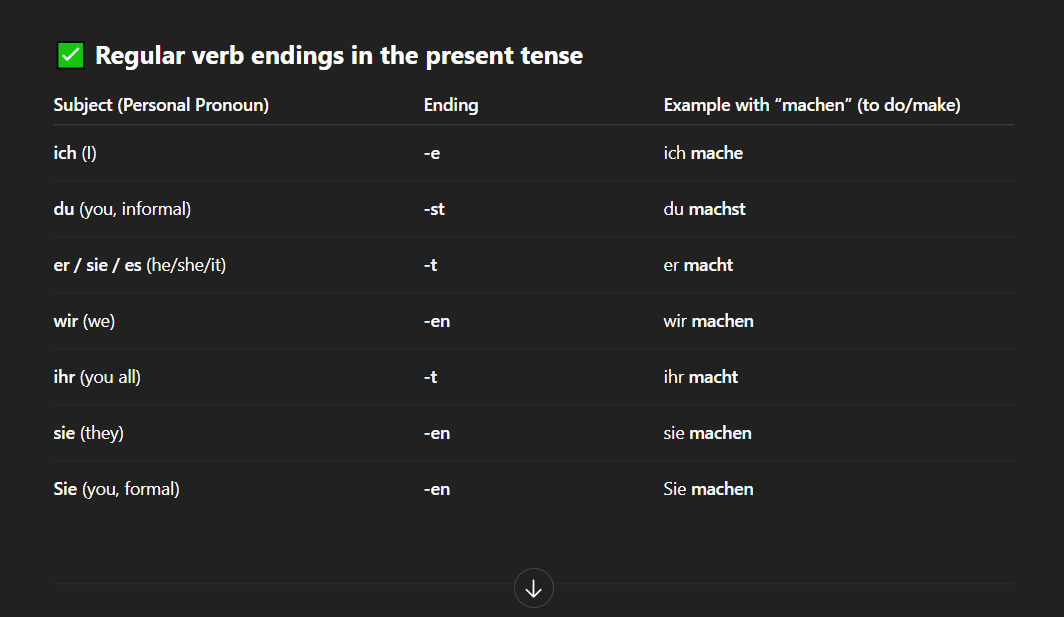 ✅ Regular verb endings in the present tense
Subject (Personal Pronoun) Ending Example with “machen” (to do/make)
ich (I) -e ich mache
du (you, informal) -st du machst
er / sie / es (he/she/it) -t er macht
wir (we) -en wir machen
ihr (you all) -t ihr macht
sie (they) -en sie machen
Sie (you, formal) -en Sie machen